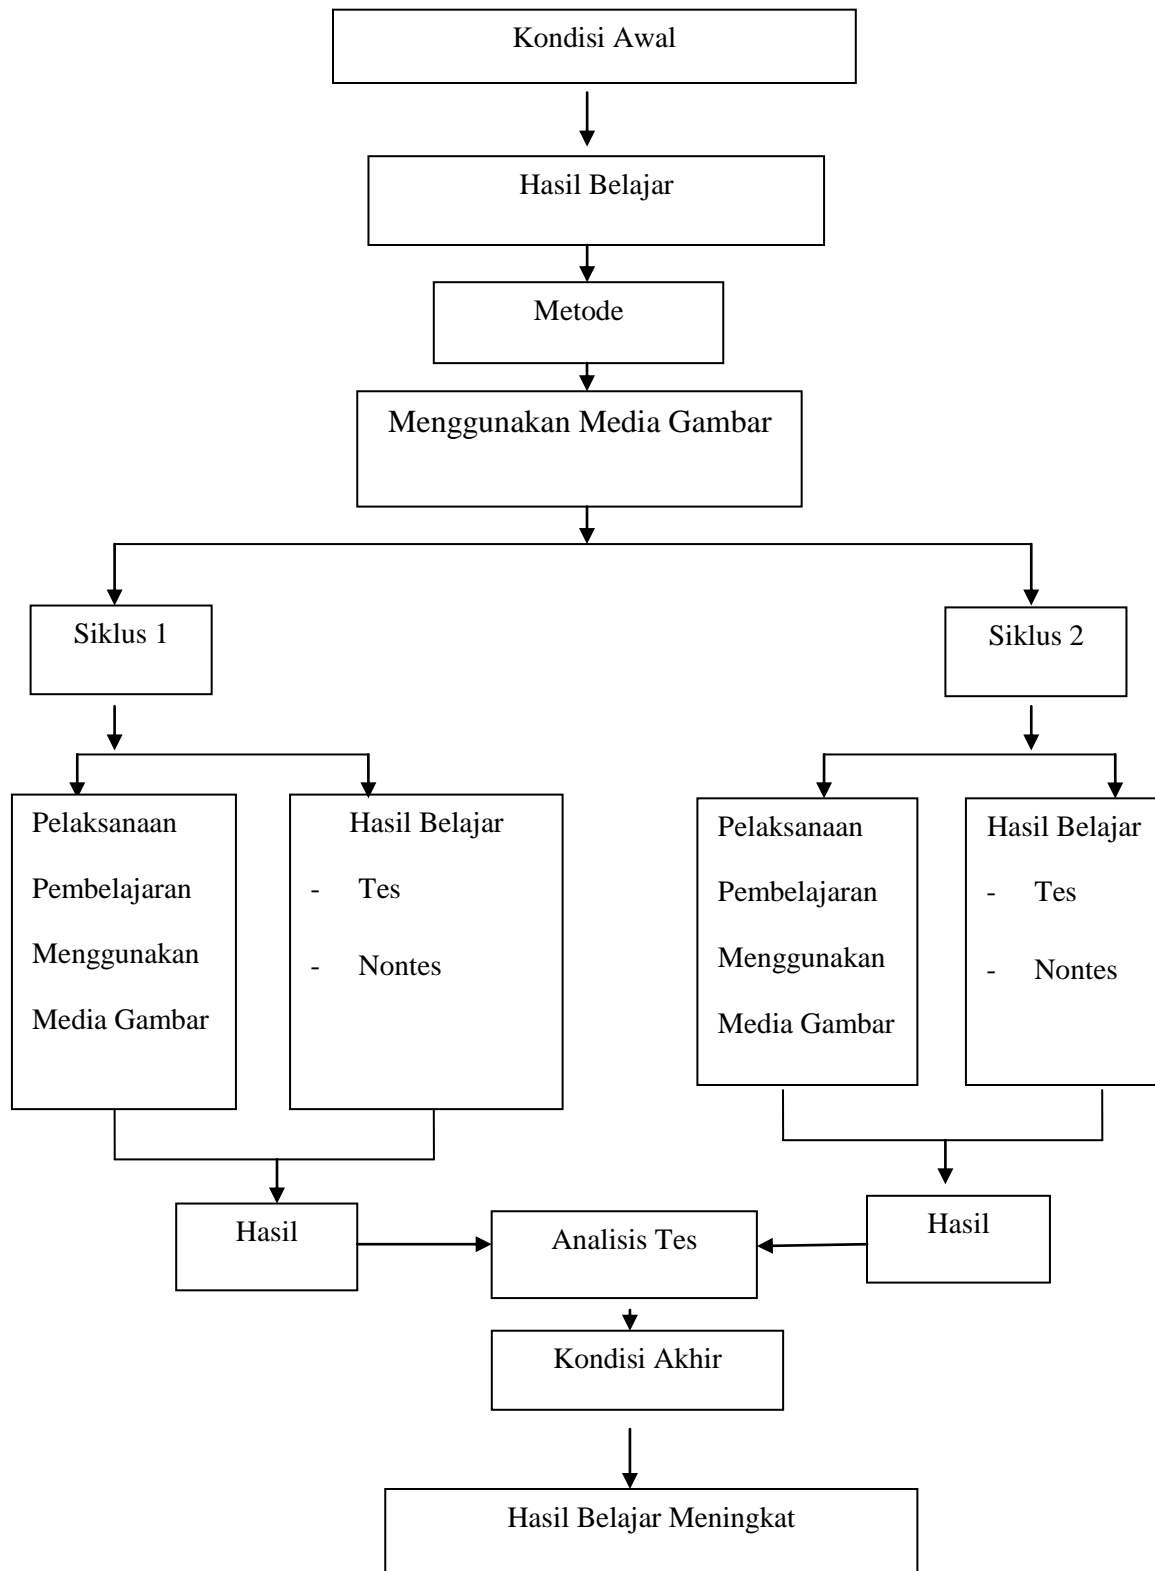 Kondisi Awal
Hasil Belajar
Metode
Menggunakan Media Gambar
Siklus 1
Siklus 2
Pelaksanaan
Pembelajaran
Menggunakan
Media Gambar
Hasil Belajar
- Tes
- Nontes
Pelaksanaan
Pembelajaran
Menggunakan
Media Gambar
Hasil Belajar
- Tes
- Nontes
Hasil
Analisis Tes
Hasil
Kondisi Akhir
Hasil Belajar Meningkat